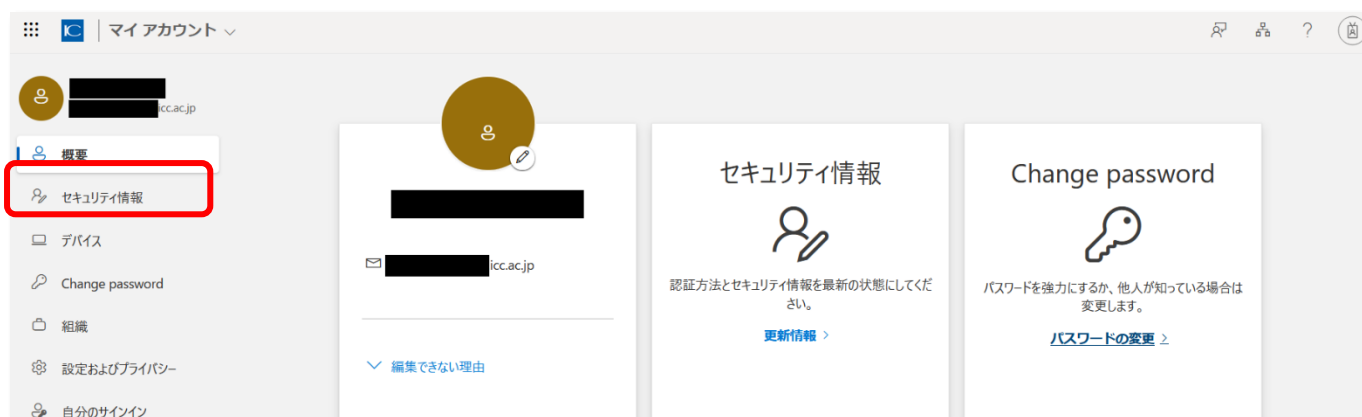 IC マイ アカウント
?
icc.ac.jp
概要
セキュリティ情報
デバイス
Change password
組織
設定およびプライバシー
自分のサインイン
icc.ac.jp
編集できない理由
セキュリティ情報
認証方法とセキュリティ情報を最新の状態にしてくだ
さい。
更新情報 >
Change password
パスワードを強力にするか、他人が知っている場合は
変更します。
パスワードの変更 >